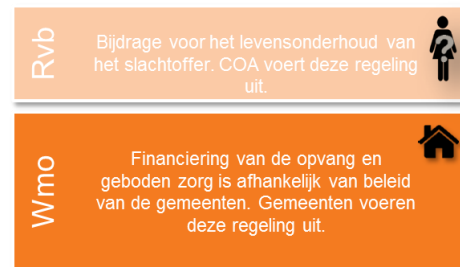 Rvb
Bijdrage voor het levensonderhoud van
het slachtoffer. COA voert deze regeling
uit.
?
Wmo
Financiering van de opvang en
geboden zorg is afhankelijk van beleid
van de gemeenten. Gemeenten voeren
deze regeling uit.